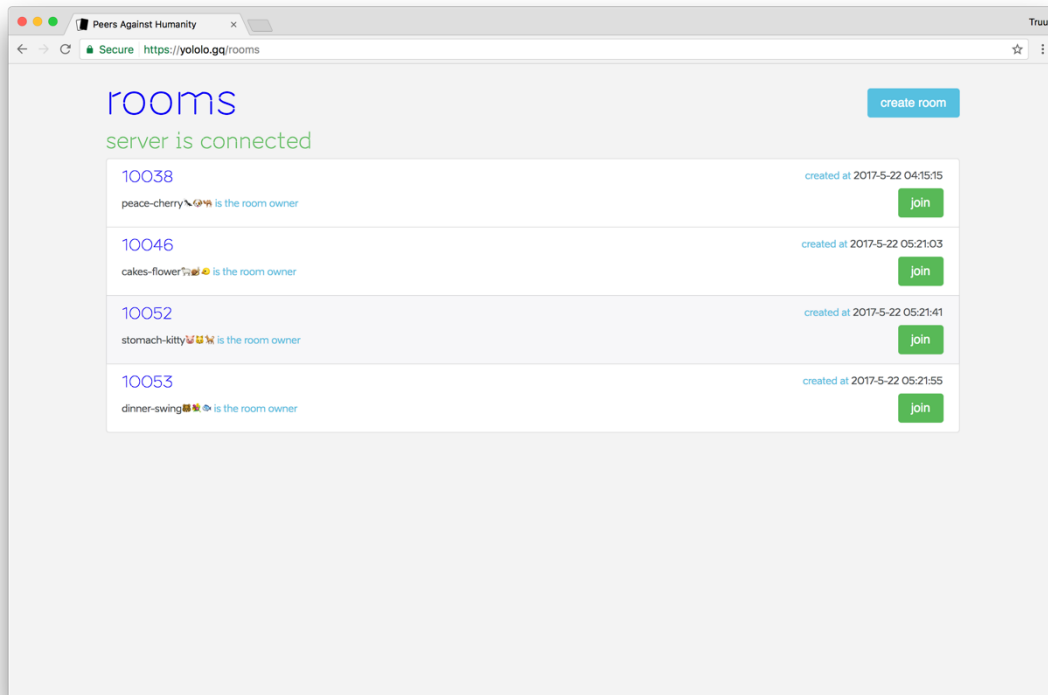 Peers Against Humanity
Truu
Secure https://yololo.gq/rooms
rooms
create room
server is connected
10038
created at 2017-5-22 04:15:15
peace-cherry is the room owner
join
10046
created at 2017-5-22 05:21:03
cakes-flower is the room owner
join
10052
created at 2017-5-22 05:21:41
stomach-kitty is the room owner
join
10053
created at 2017-5-22 05:21:55
dinner-swing is the room owner
join